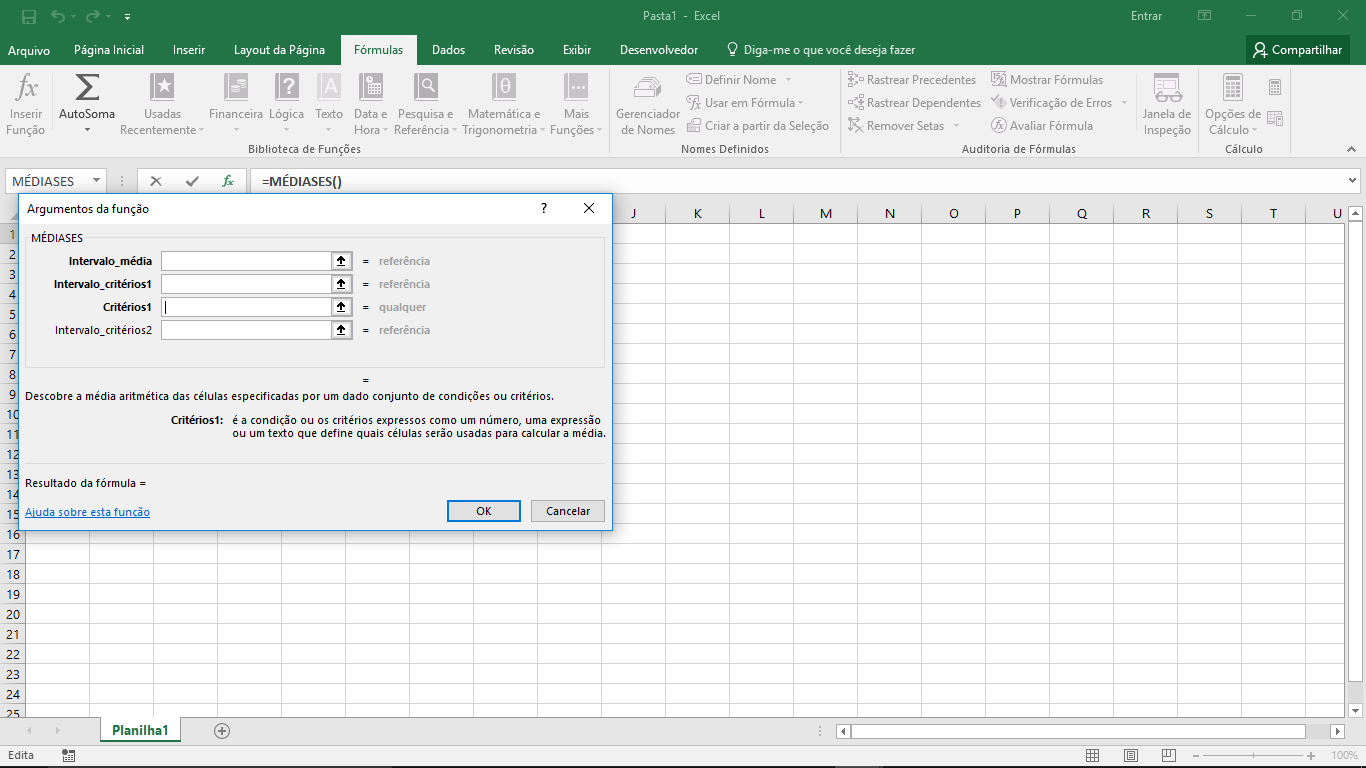 Pasta1 - Excel
Entrar
Arquivo Página Inicial Inserir Layout da Página Fórmulas Dados Revisão Exibir Desenvolvedor Diga-me o que você deseja fazer Compartilhar
Inserir Função
AutoSoma
Usadas Recentemente
Financeira
Lógica
Texto
Data e Hora
Pesquisa e Referência
Matemática e Trigonometria
Mais Funções
Biblioteca de Funções
Gerenciador de Nomes
Definir Nome
Usar em Fórmula
Criar a partir da Seleção
Nomes Definidos
Rastrear Precedentes
Rastrear Dependentes
Remover Setas
Mostrar Fórmulas
Verificação de Erros
Avaliar Fórmula
Auditoria de Fórmulas
Janela de Inspeção
Opções de Cálculo
Cálculo
MÉDIASES
fx
=MÉDIASES()
J K L M N O P Q R S T U
Argumentos da função ?
MÉDIASES
Intervalo_média = referência
Intervalo_critérios1 = referência
Critérios1 = qualquer
Intervalo_critérios2 = referência
=
Descobre a média aritmética das células especificadas por um dado conjunto de condições ou critérios.
Critérios1: é a condição ou os critérios expressos como um número, uma expressão
ou um texto que define quais células serão usadas para calcular a média.
Resultado da fórmula =
Ajuda sobre esta função
OK
Cancelar
1
2
3
4
5
6
7
8
9
10
11
12
13
14
15
16
17
18
19
20
21
22
23
24
25
Planilha1
Edita
100%